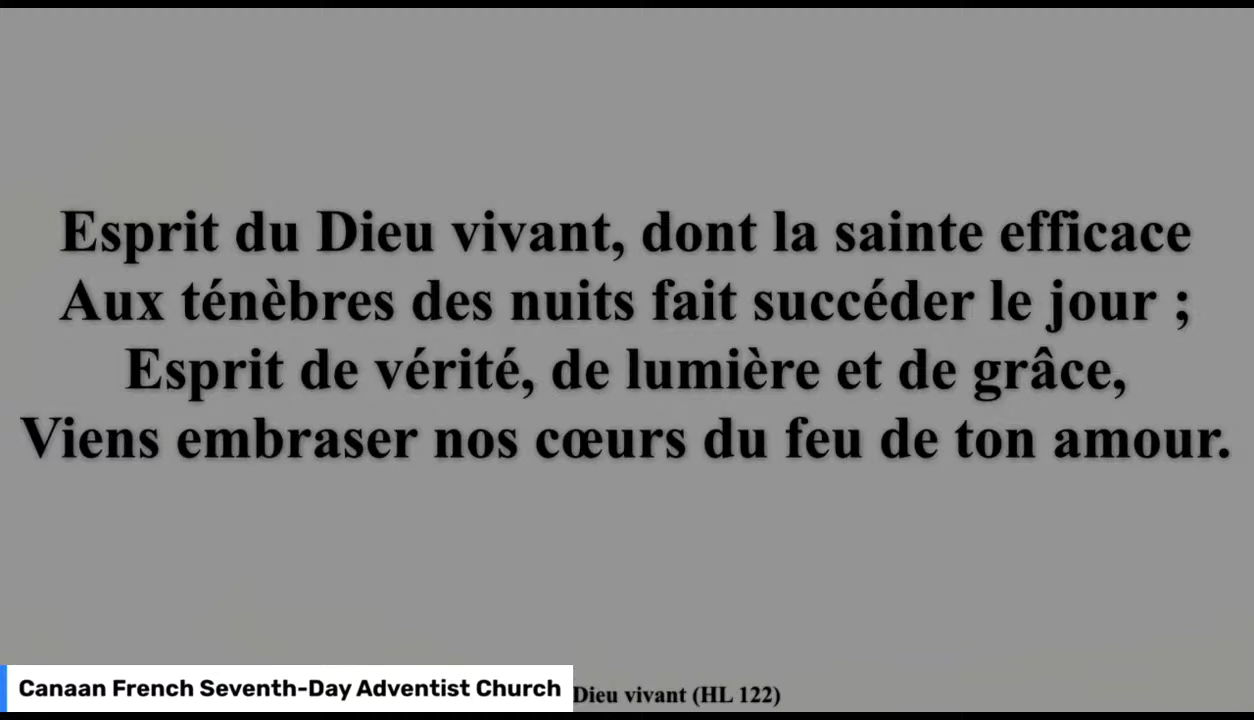 Esprit du Dieu vivant, dont la sainte efficace
Aux ténèbres des nuits fait succéder le jour ;
Esprit de vérité, de lumière et de grâce,
Viens embraser nos cœurs du feu de ton amour.
Canaan French Seventh-Day Adventist Church
Dieu vivant (HL 122)